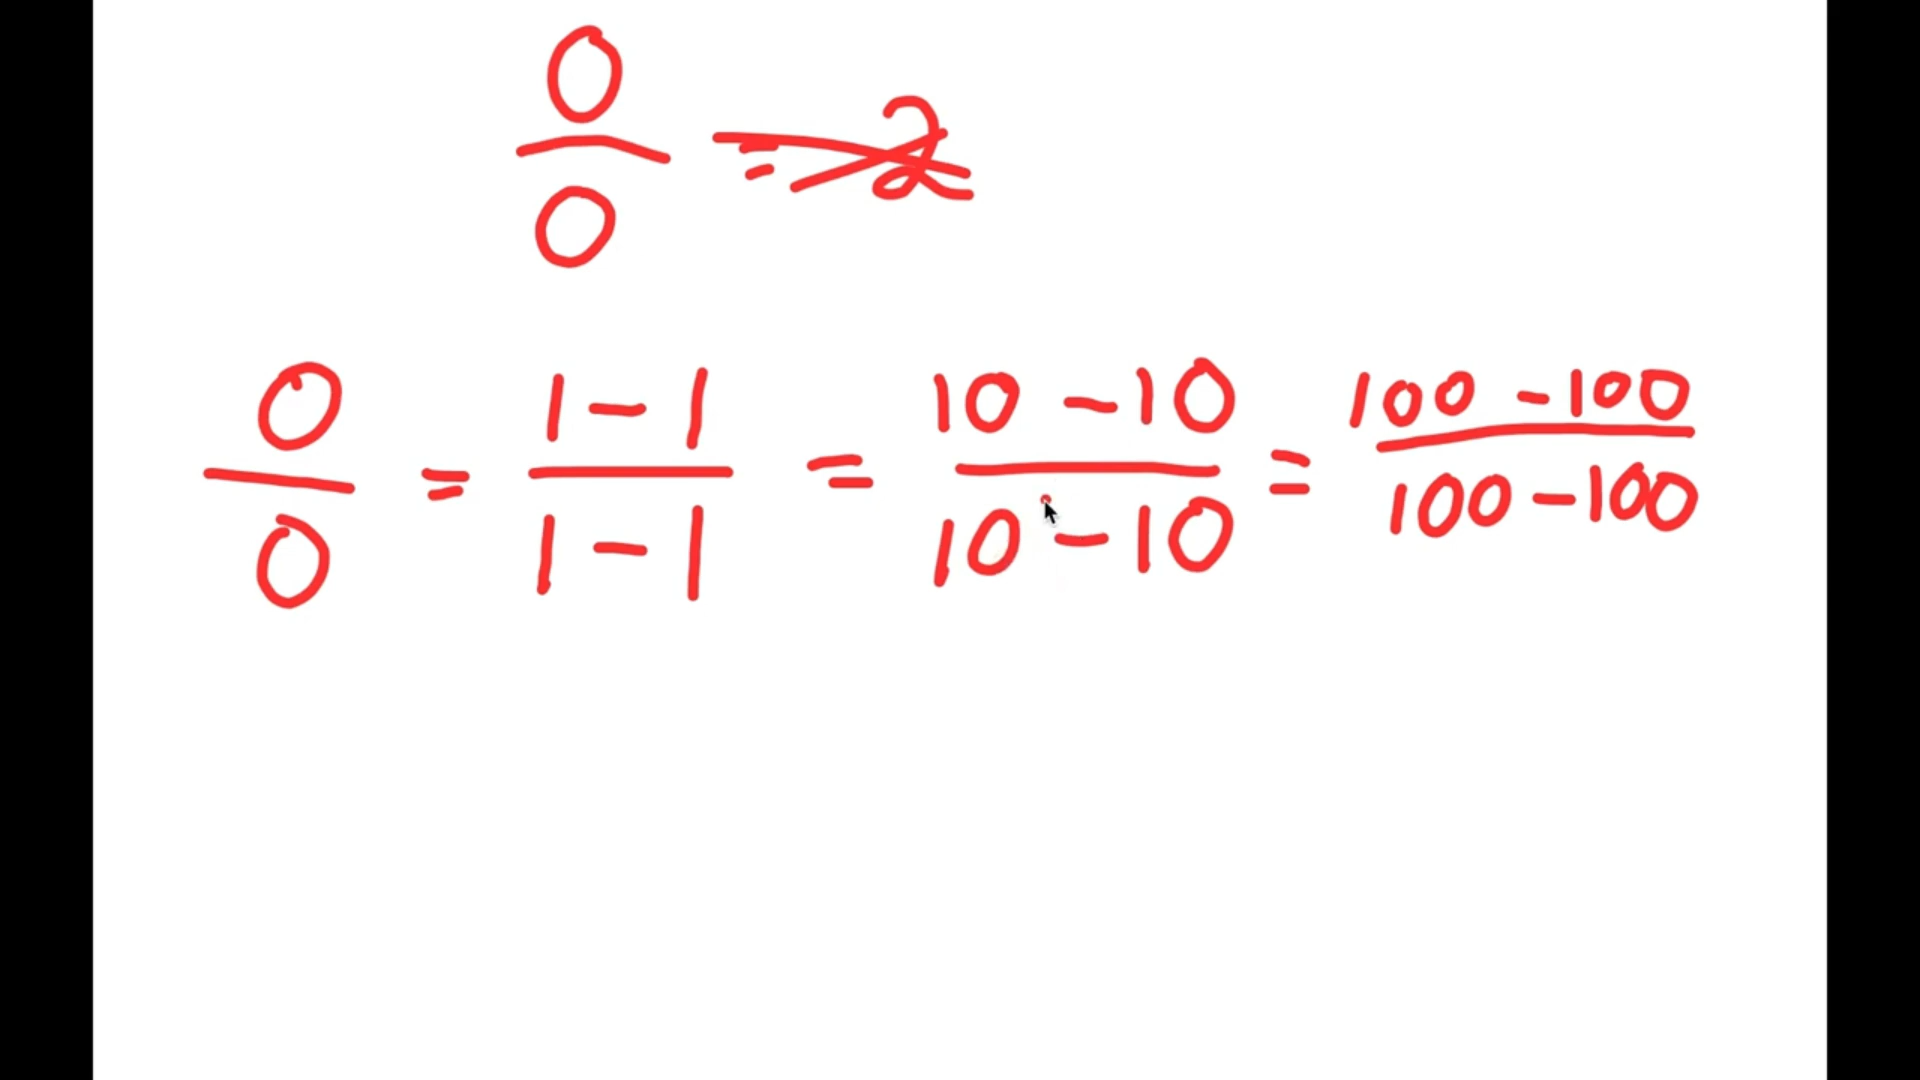 0/0 = 2
0/0 = 1-1/1-1 = 10-10/10-10 = 100-100/100-100